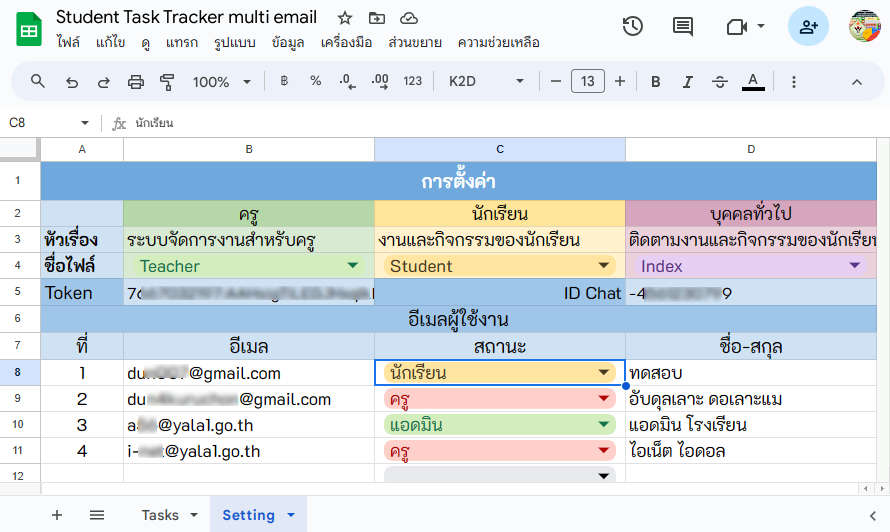 Student Task Tracker multi email
ไฟล์ แก้ไข ดู แทรก รูปแบบ ข้อมูล เครื่องมือ ส่วนขยาย ความช่วยเหลือ
100% ฿ % .0 .00 123 K2D 13 B I S A
C8 fx นักเรียน
A B C D
1 การตั้งค่า
2 ครู นักเรียน บุคคลทั่วไป
3 หัวเรื่อง ระบบจัดการงานสำหรับครู งานและกิจกรรมของนักเรียน ติดตามงานและกิจกรรมของนักเรียน
4 ชื่อไฟล์ Teacher Student Index
5 Token ID Chat
6 อีเมลผู้ใช้งาน
7 ที่ อีเมล สถานะ ชื่อ-สกุล
8 1 @gmail.com นักเรียน ทดสอบ
9 2 @gmail.com ครู อับดุลเลาะ ดอเลาะแม
10 3 @yala1.go.th แอดมิน แอดมิน โรงเรียน
11 4 @yala1.go.th ครู ไอเน็ต ไอดอล
12
Tasks Setting